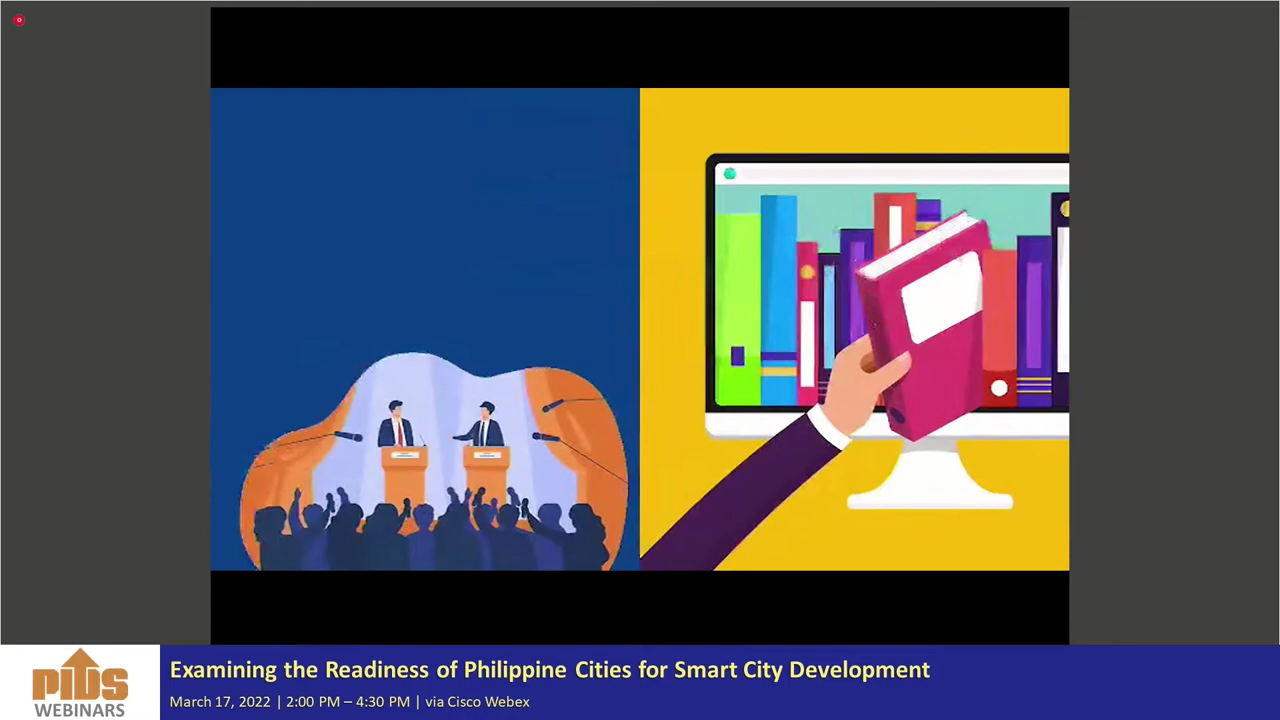 PIDS
WEBINARS
Examining the Readiness of Philippine Cities for Smart City Development
March 17, 2022 | 2:00 PM – 4:30 PM | via Cisco Webex